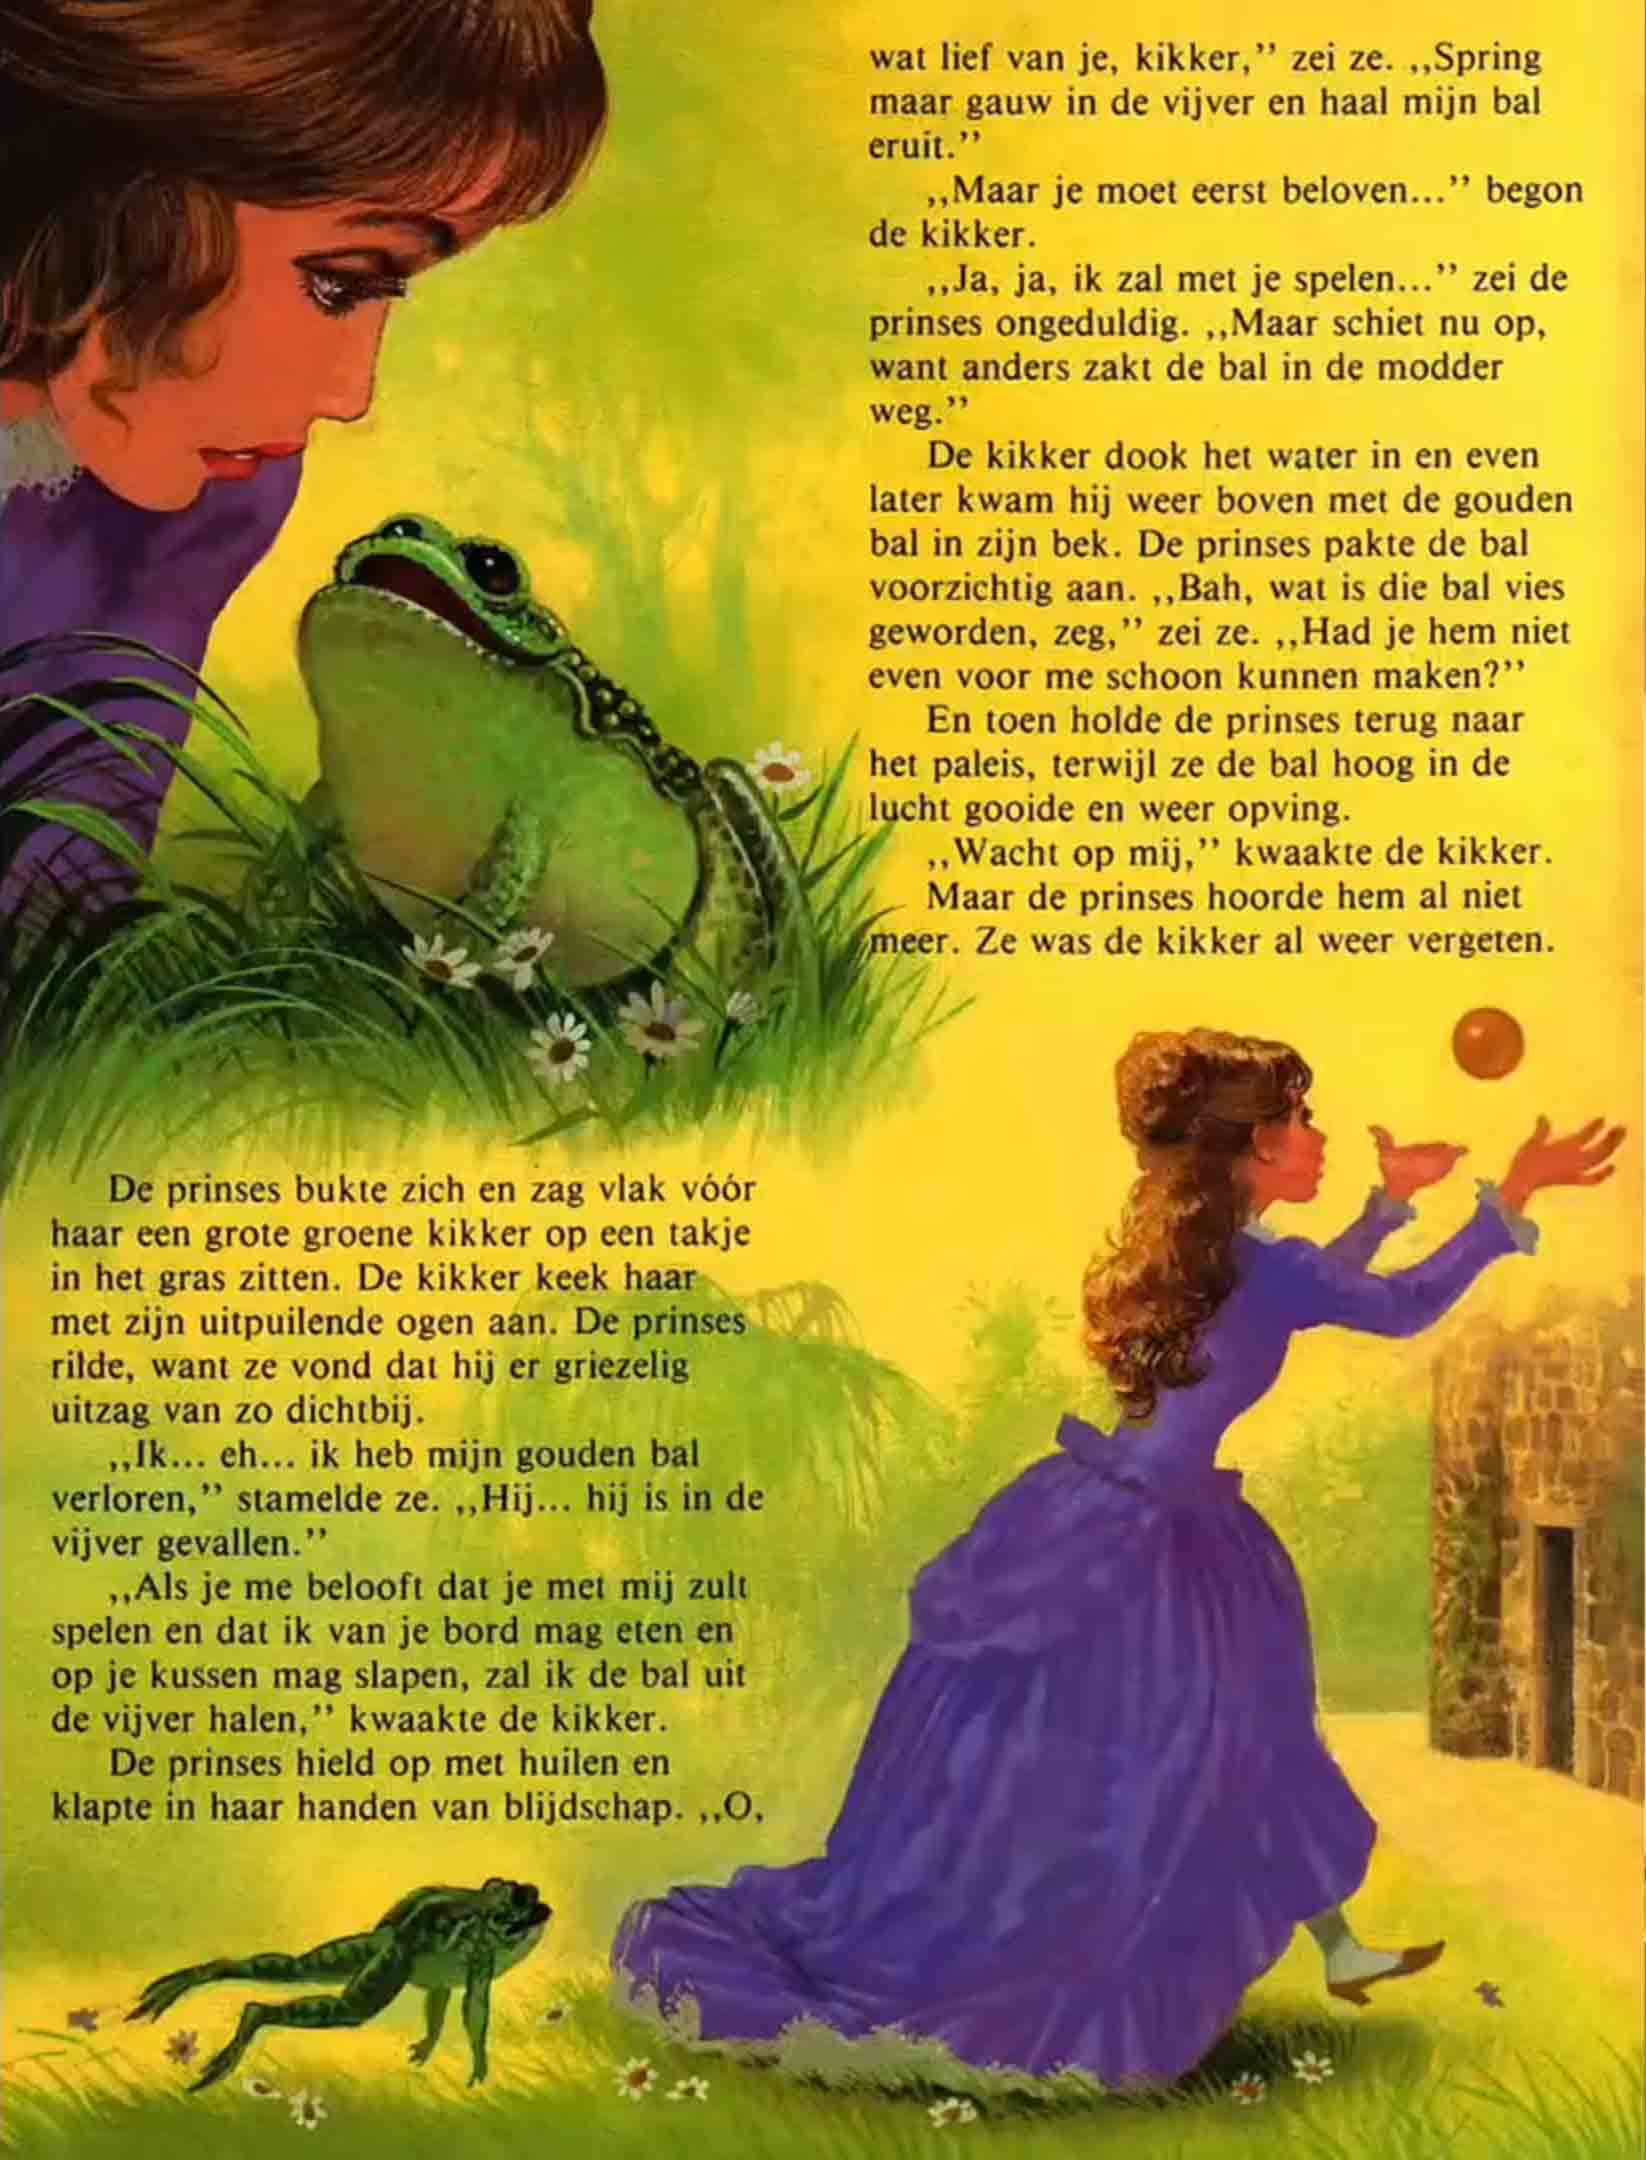 De prinses bukte zich en zag vlak vóór
haar een grote groene kikker op een takje
in het gras zitten. De kikker keek haar
met zijn uitpuilende ogen aan. De prinses
rilde, want ze vond dat hij er griezelig
uitzag van zo dichtbij.
,,Ik... eh... ik heb mijn gouden bal
verloren,’’ stamelde ze. ,,Hij... hij is in de
vijver gevallen.’’
,,Als je me belooft dat je met mij zult
spelen en dat ik van je bord mag eten en
op je kussen mag slapen, zal ik de bal uit
de vijver halen,’’ kwaakte de kikker.
De prinses hield op met huilen en
klapte in haar handen van blijdschap. ,,O,
wat lief van je, kikker,’’ zei ze. ,,Spring
maar gauw in de vijver en haal mijn bal
eruit.’’
,,Maar je moet eerst beloven...’’ begon
de kikker.
,,Ja, ja, ik zal met je spelen...’’ zei de
prinses ongeduldig. ,,Maar schiet nu op,
want anders zakt de bal in de modder
weg.’’
De kikker dook het water in en even
later kwam hij weer boven met de gouden
bal in zijn bek. De prinses pakte de bal
voorzichtig aan. ,,Bah, wat is die bal vies
geworden, zeg,’’ zei ze. ,,Had je hem niet
even voor me schoon kunnen maken?’’
En toen holde de prinses terug naar
het paleis, terwijl ze de bal hoog in de
lucht gooide en weer opving.
,,Wacht op mij,’’ kwaakte de kikker.
Maar de prinses hoorde hem al niet
meer. Ze was de kikker al weer vergeten.